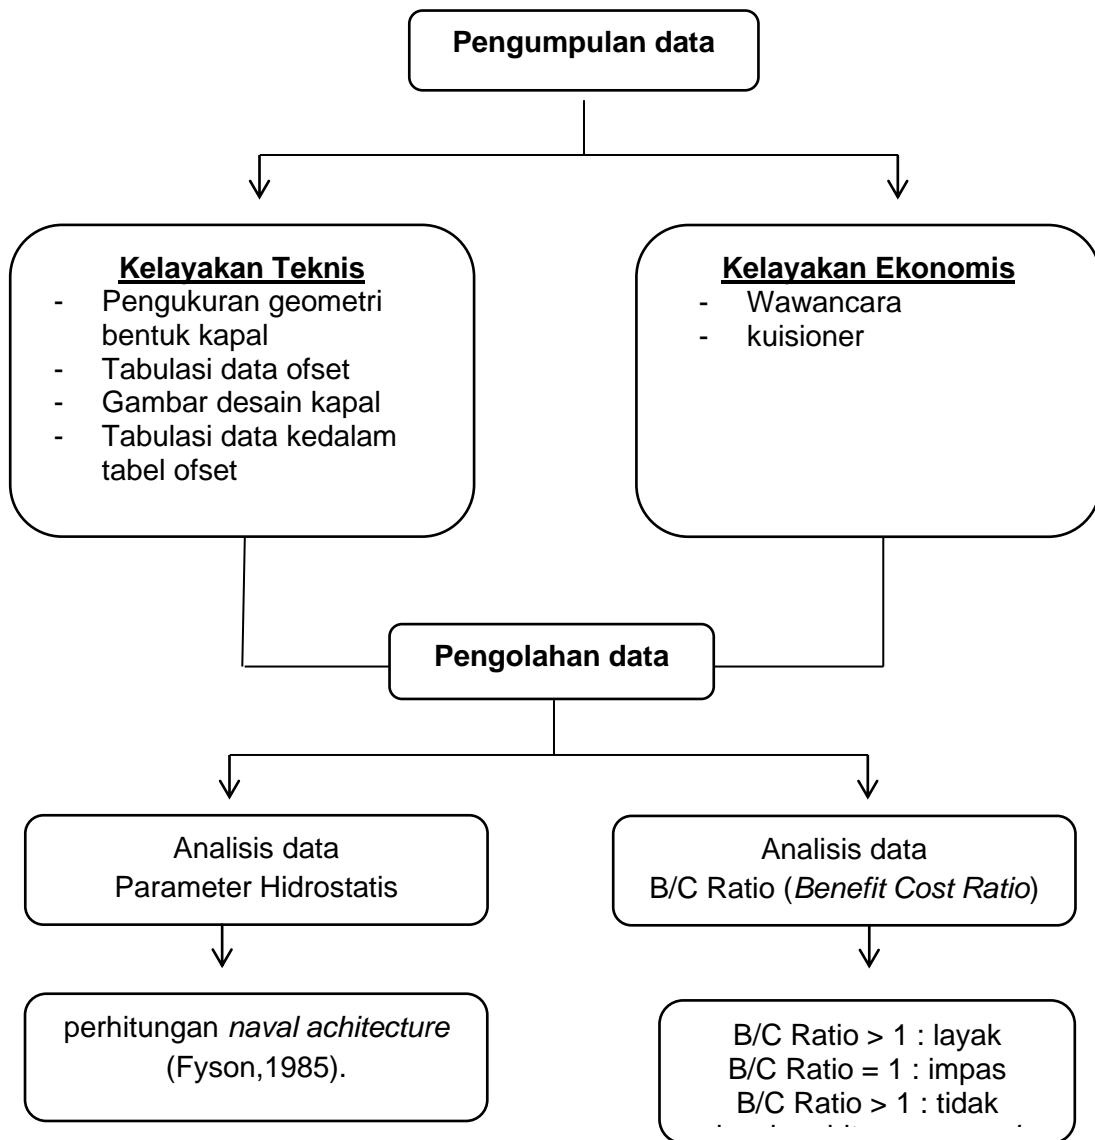 Pengumpulan data
Kelayakan Teknis
- Pengukuran geometri
bentuk kapal
- Tabulasi data ofset
- Gambar desain kapal
- Tabulasi data kedalam
tabel ofset
Kelayakan Ekonomis
- Wawancara
- kuisioner
Pengolahan data
Analisis data
Parameter Hidrostatis
Analisis data
B/C Ratio (Benefit Cost Ratio)
perhitungan naval achitecture
(Fyson,1985).
B/C Ratio > 1 : layak
B/C Ratio = 1 : impas
B/C Ratio > 1 : tidak